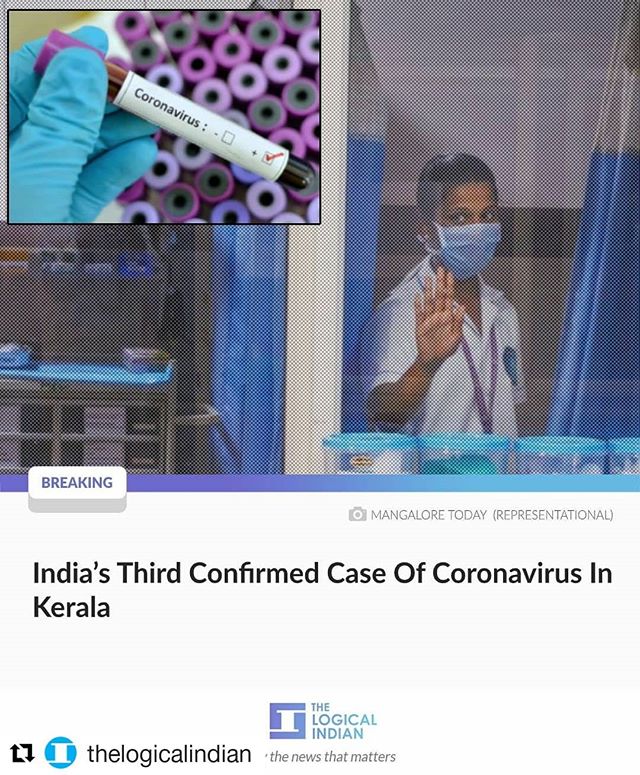 Coronavirus : -
+
BREAKING
MANGALORE TODAY (REPRESENTATIONAL)
India's Third Confirmed Case Of Coronavirus In
Kerala
THE
LOGICAL
INDIAN
thelogicalindian
the news that matters